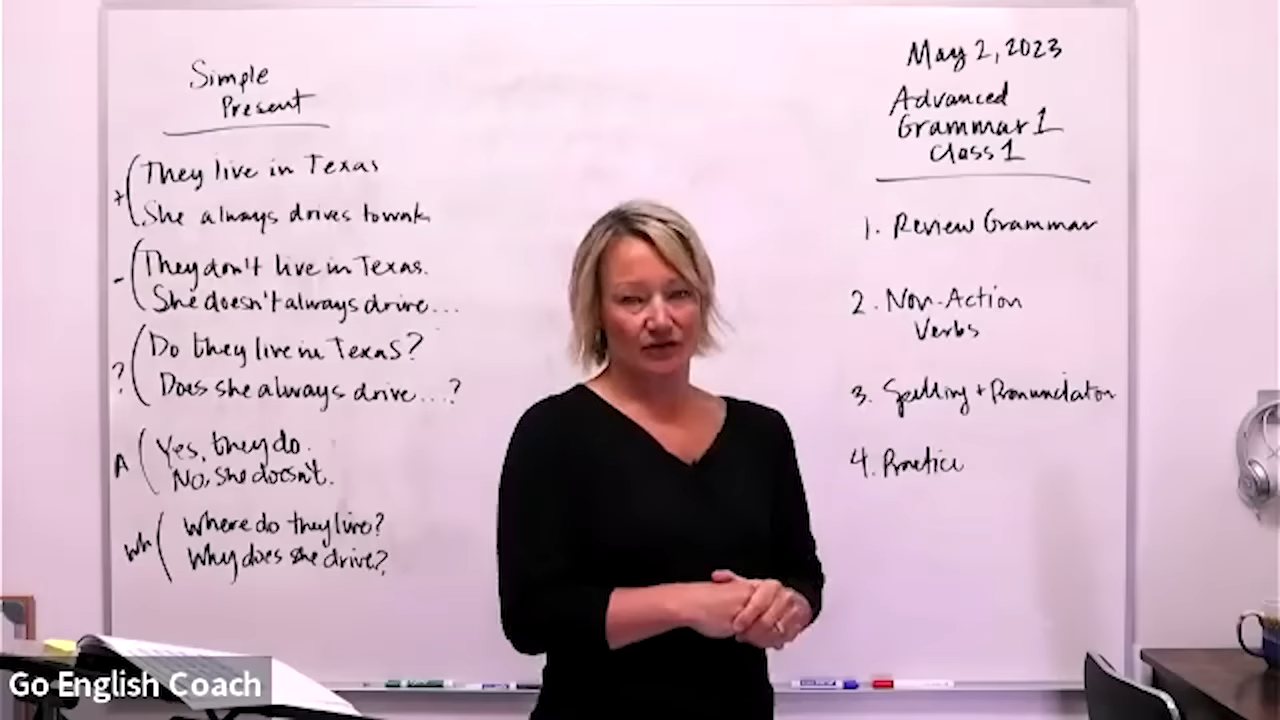 Simple
Present
+ They live in Texas
She always drives to work
- They don't live in Texas.
She doesn't always drive...
? Do they live in Texas?
Does she always drive....?
A Yes, they do.
No, she doesn't.
Wh Where do they live?
Why does she drive?
May 2, 2023
Advanced
Grammar 1
Class 1
1. Review Grammar
2. Non-Action
Verbs
3. Spelling + Pronunciation
4. Practice
Go English Coach